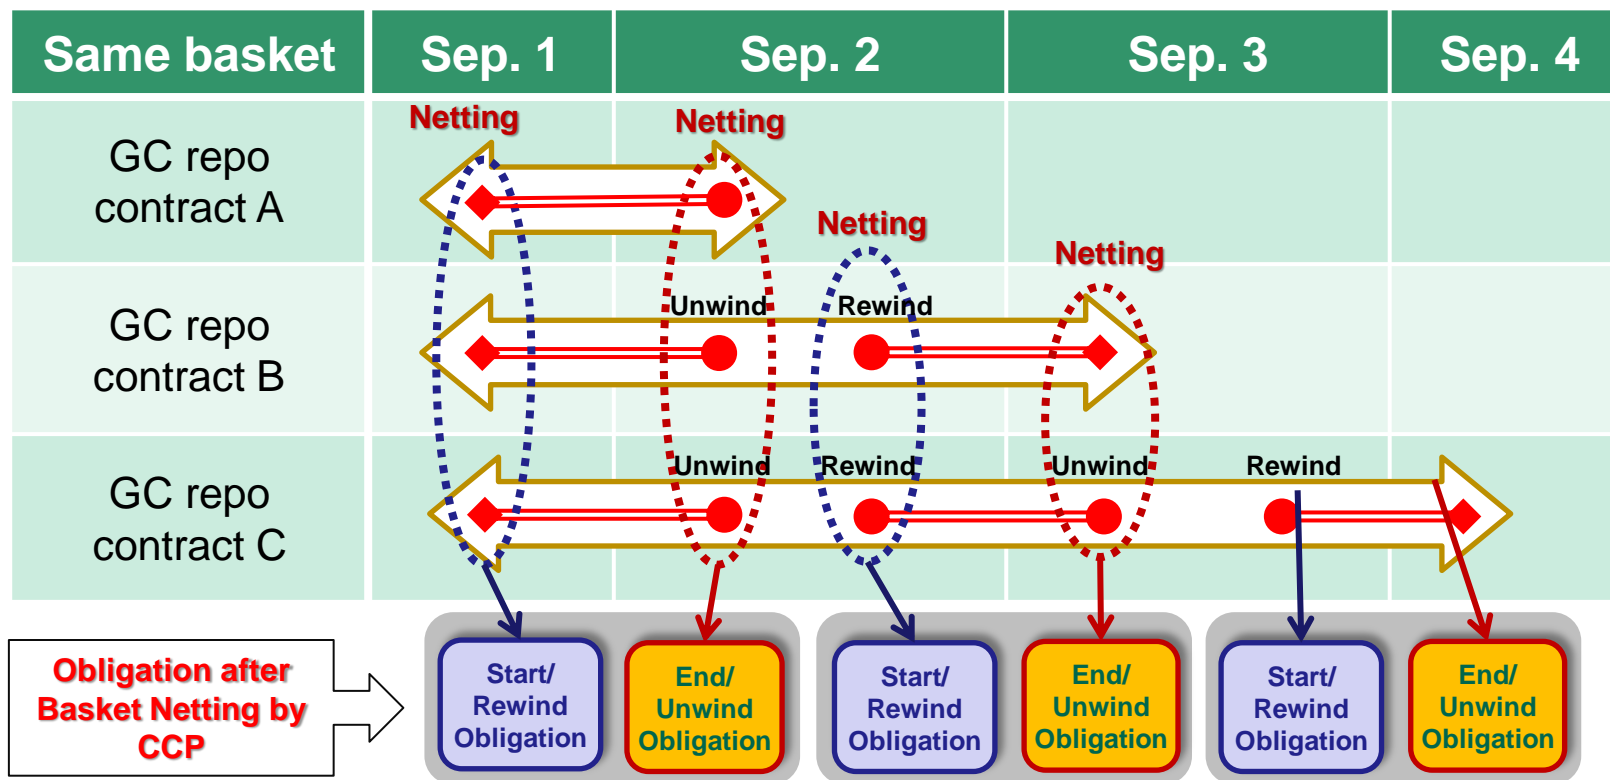 Same basket
Sep. 1
Sep. 2
Sep. 3
Sep. 4
GC repo
contract A
Netting
Netting
Netting
Netting
GC repo
contract B
Unwind
Rewind
GC repo
contract C
Unwind
Rewind
Unwind
Rewind
Obligation after
Basket Netting by
CCP
Start/
Rewind
Obligation
End/
Unwind
Obligation
Start/
Rewind
Obligation
End/
Unwind
Obligation
Start/
Rewind
Obligation
End/
Unwind
Obligation